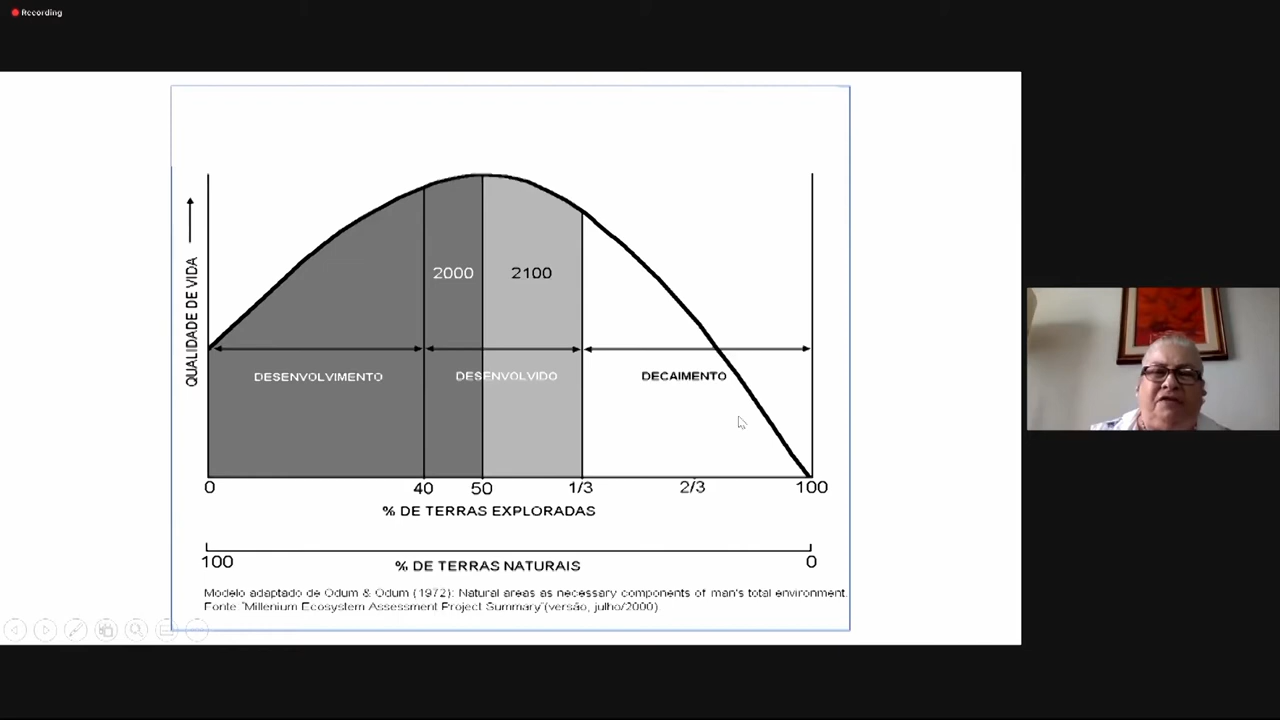 Recording
QUALIDADE DE VIDA
2000
2100
DESENVOLVIMENTO
DESENVOLVIDO
DECAIMENTO
0
40
50
1/3
2/3
100
% DE TERRAS EXPLORADAS
100
% DE TERRAS NATURAIS
0
Modelo adaptado de Odum & Odum (1972): Natural areas as necessary components of man's total environment.
Fonte "Millenium Ecosystem Assessment Project Summary"(versão, julho/2000)